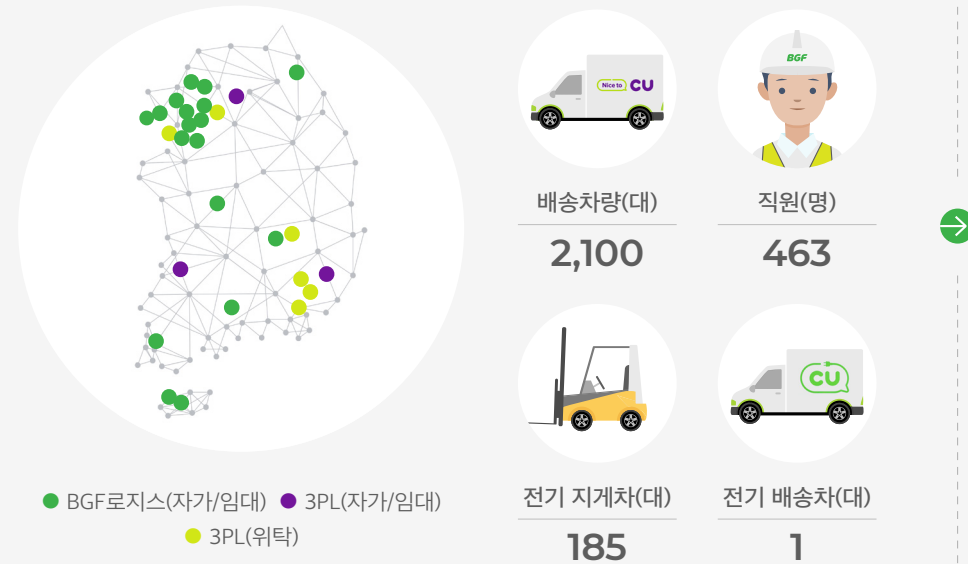 Nice to CU
BGF
배송차량(대)
2,100
직원(명)
463
CU
전기 지게차(대)
185
전기 배송차(대)
1
BGF로지스(자가/임대) 3PL(자가/임대)
3PL(위탁)